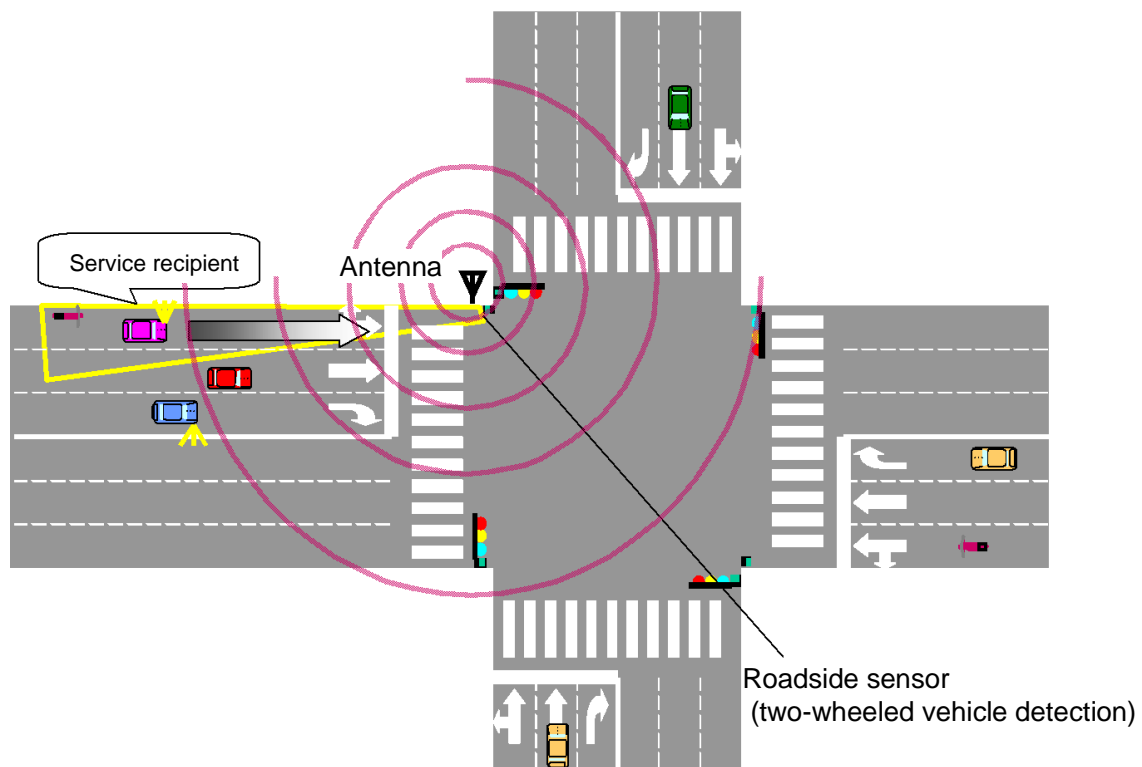 Service recipient
Antenna
Roadside sensor
(two-wheeled vehicle detection)